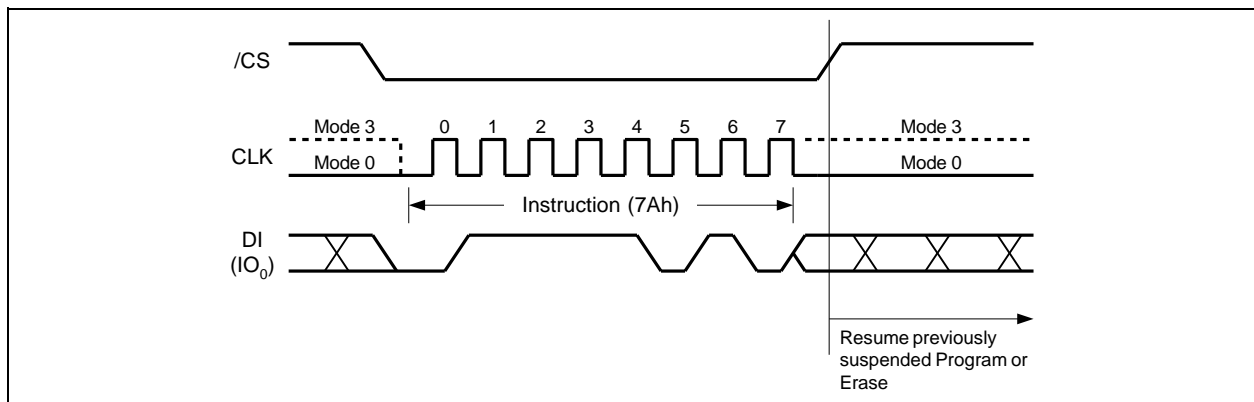 /CS
Mode 3
0 1 2 3 4 5 6 7
Mode 3
CLK
Mode 0
Mode 0
Instruction (7Ah)
DI
(IO₀)
Resume previously
suspended Program or
Erase